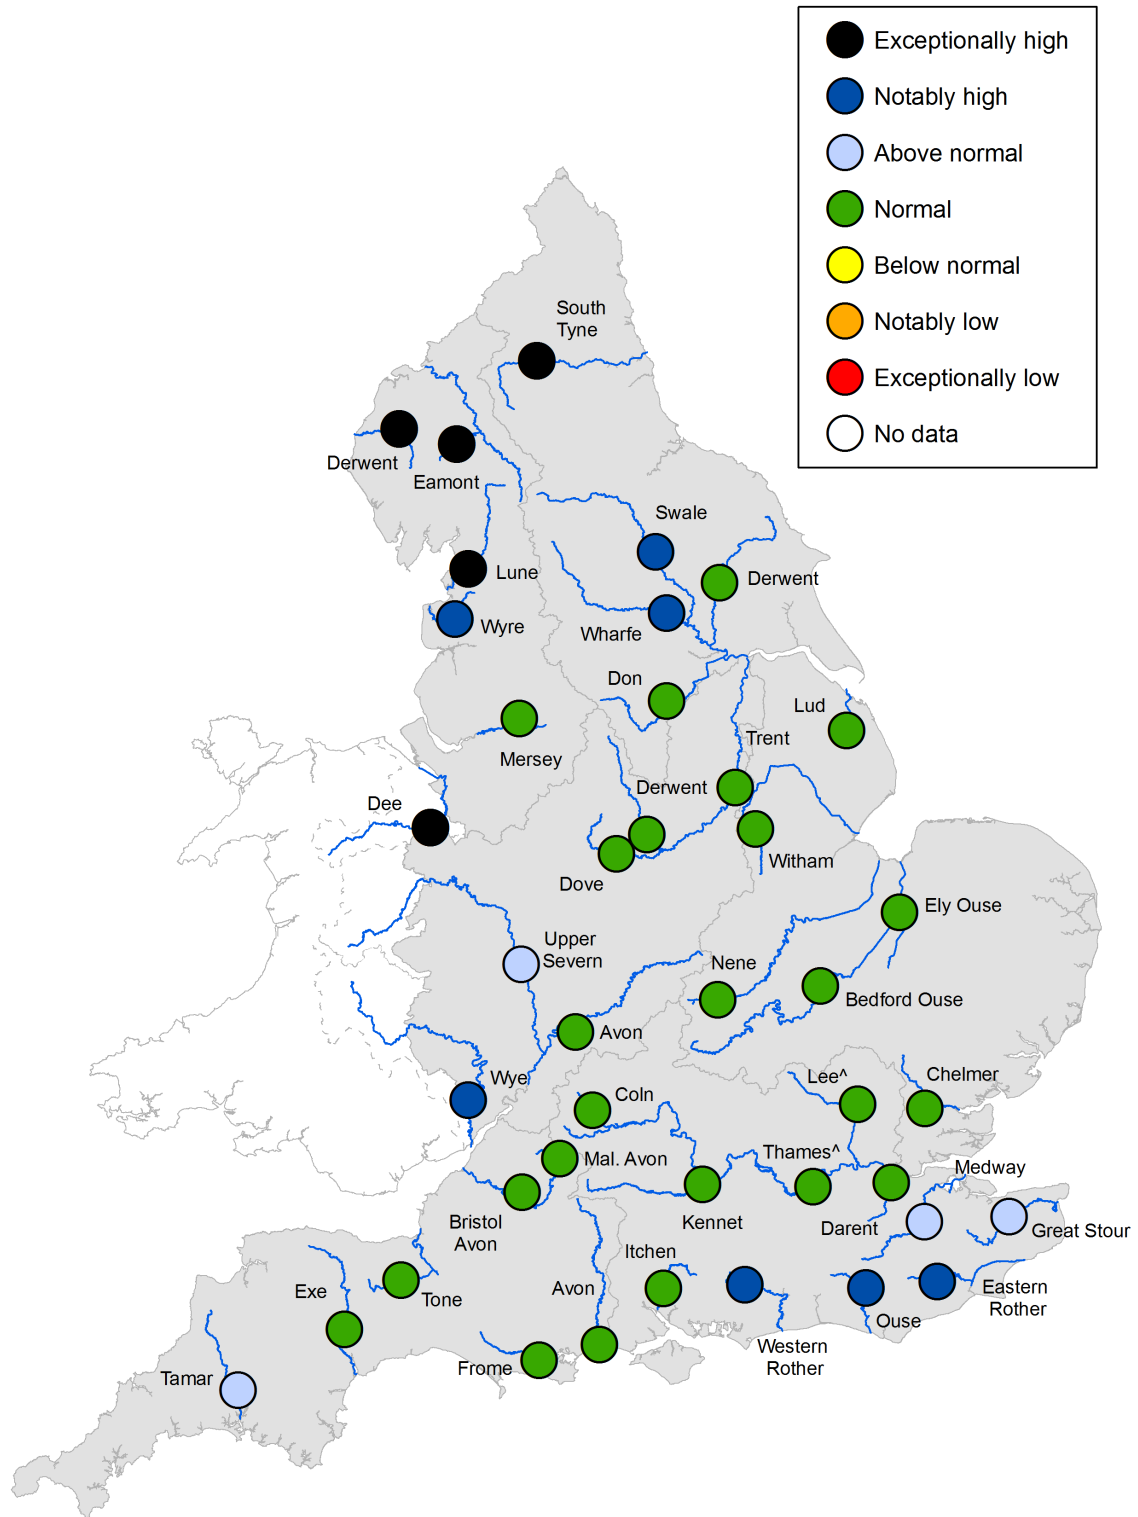 Exceptionally high
Notably high
Above normal
Normal
Below normal
Notably low
Exceptionally low
No data
South
Tyne
Derwent
Eamont
Swale
Lune
Derwent
Wyre
Wharfe
Don
Lud
Mersey
Trent
Derwent
Dee
Witham
Dove
Ely Ouse
Upper
Severn
Nene
Bedford Ouse
Avon
Wye
Lee^
Chelmer
Coln
Thames^
Mal. Avon
Medway
Kennet
Darent
Great Stour
Bristol
Avon
Itchen
Exe
Tone
Avon
Eastern
Rother
Ouse
Western
Rother
Frome
Tamar